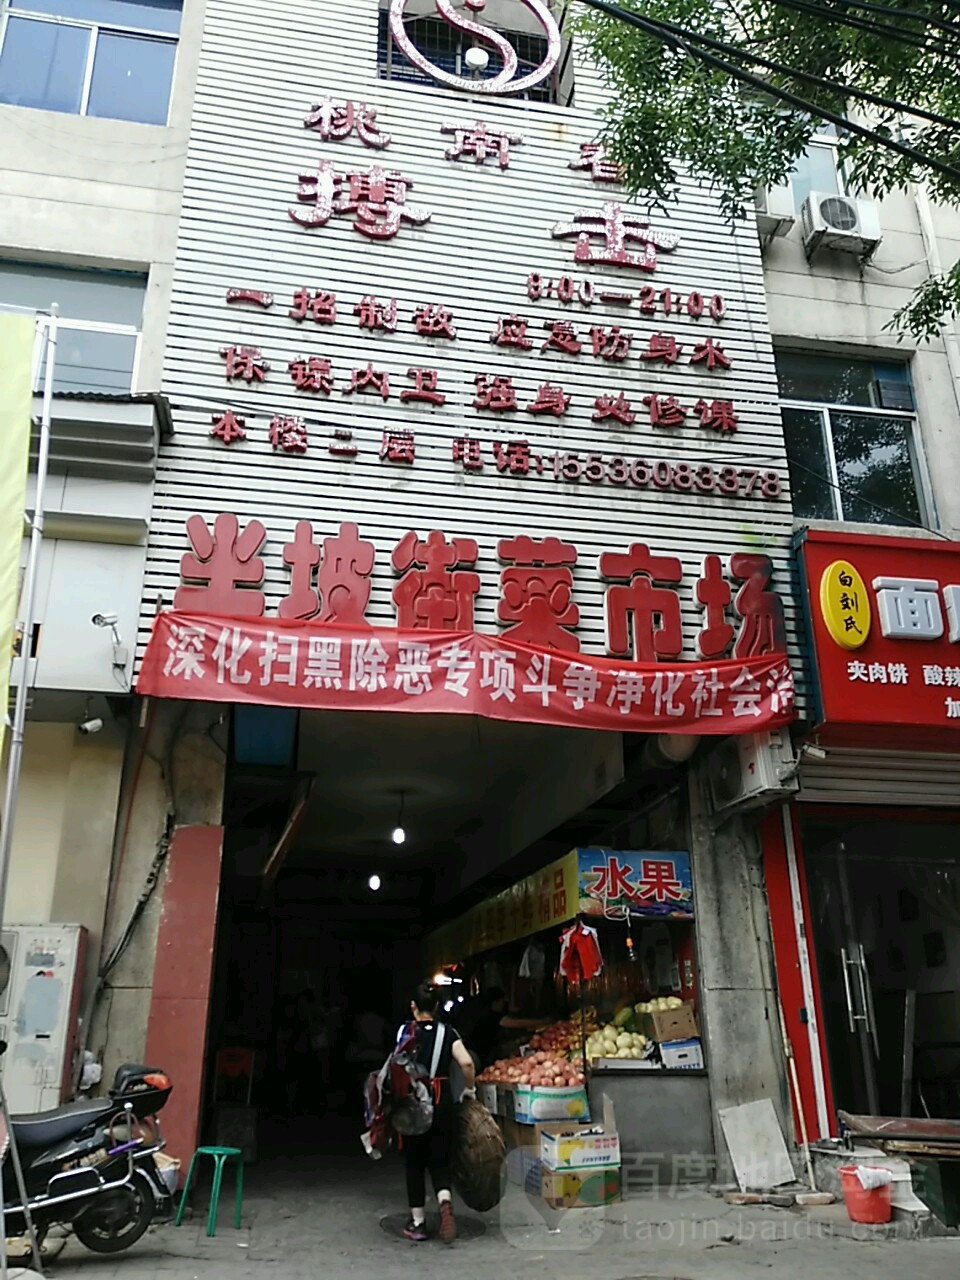 桃南
搏击
9:00—21:00
一招制敌 应急防身术
保镖内卫 强身必修课
本楼二层 电话:15536083378
半坡街菜市场
深化扫黑除恶专项斗争净化社会
白刘氏
面
夹肉饼 酸辣
加
水果
品
百度地
taojin.baidu.com